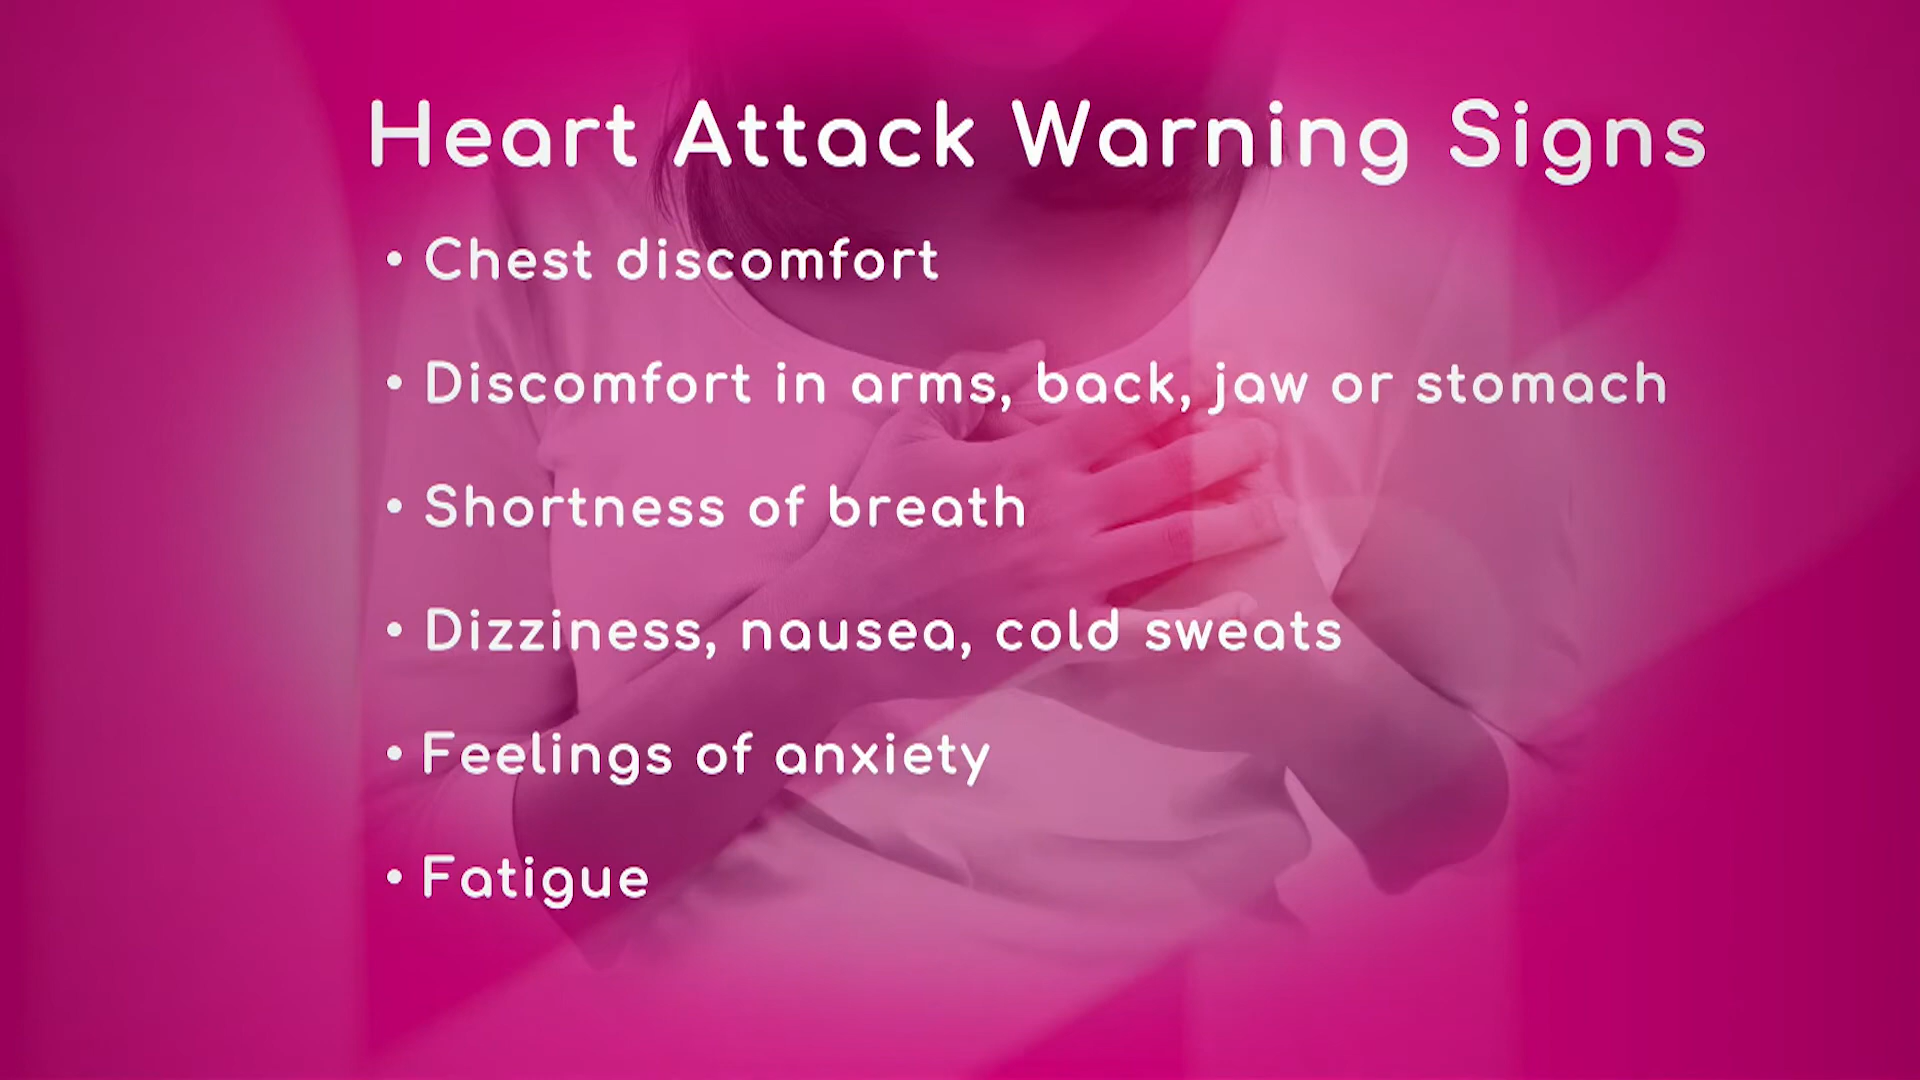 Heart Attack Warning Signs
• Chest discomfort
• Discomfort in arms, back, jaw or stomach
• Shortness of breath
• Dizziness, nausea, cold sweats
• Feelings of anxiety
• Fatigue